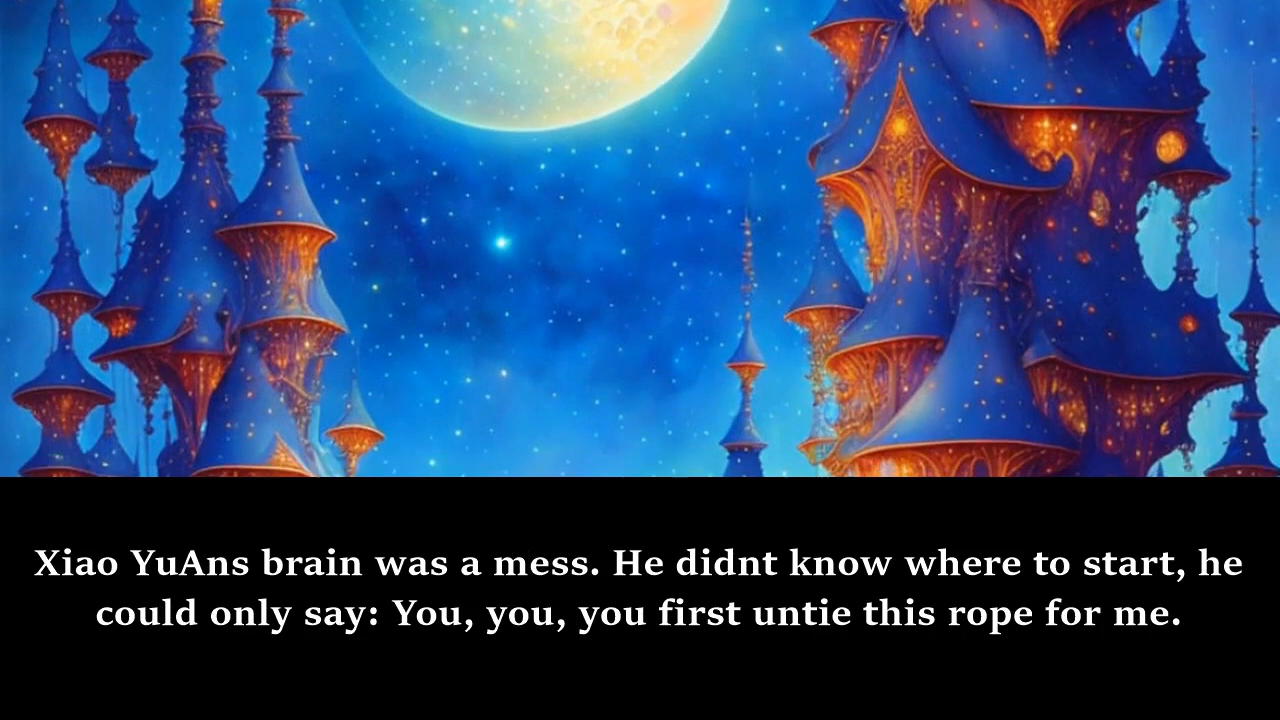 Xiao YuAns brain was a mess. He didnt know where to start, he
could only say: You, you, you first untie this rope for me.